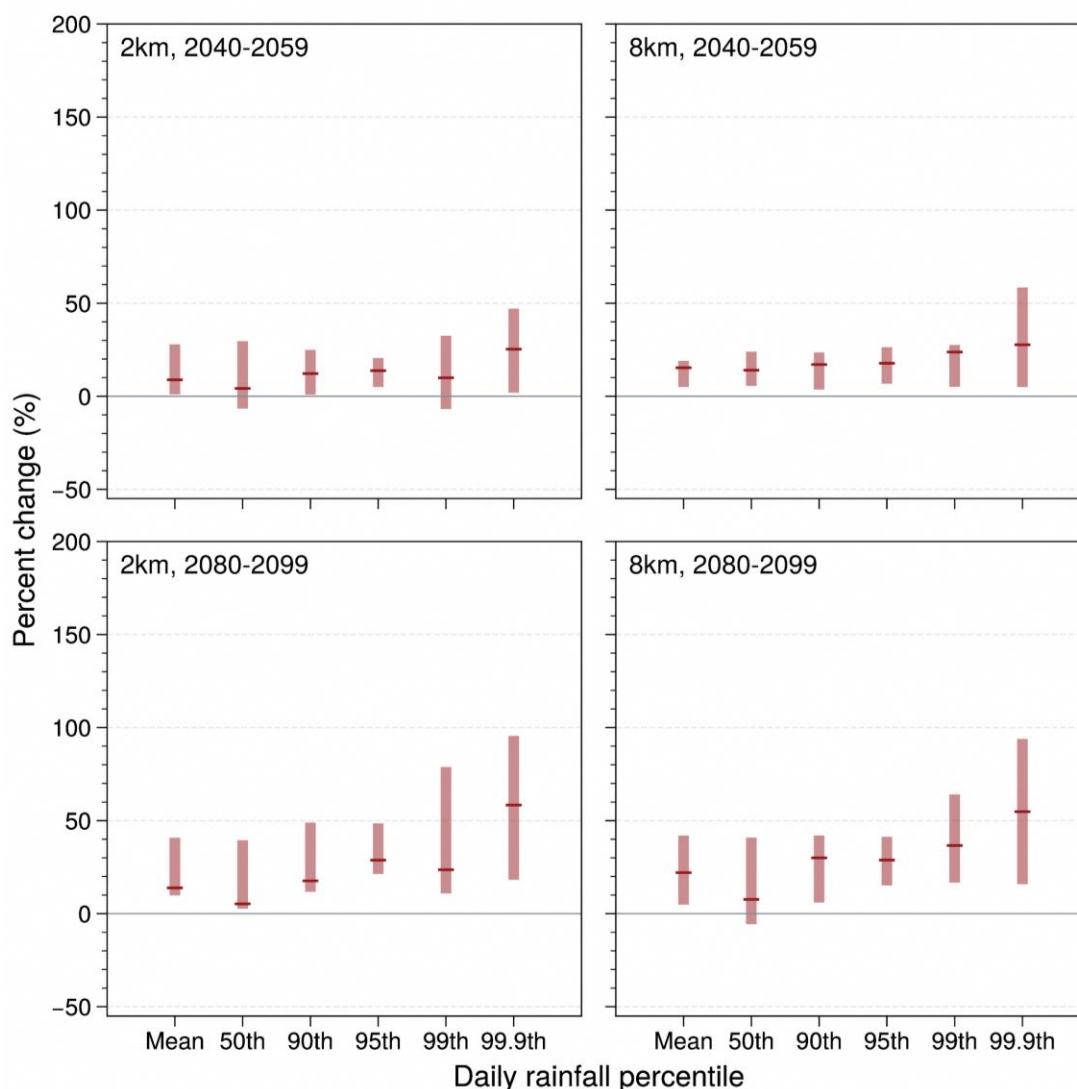 200
150
100
50
0
−50
2km, 2040-2059
8km, 2040-2059
Percent change (%)
200
150
100
50
0
−50
2km, 2080-2099
8km, 2080-2099
Mean 50th 90th 95th 99th 99.9th
Mean 50th 90th 95th 99th 99.9th
Daily rainfall percentile